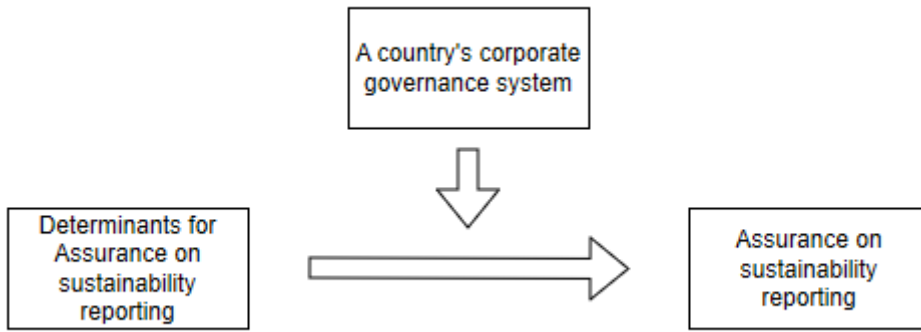 A country's corporate
governance system
Determinants for
Assurance on
sustainability
reporting
Assurance on
sustainability
reporting